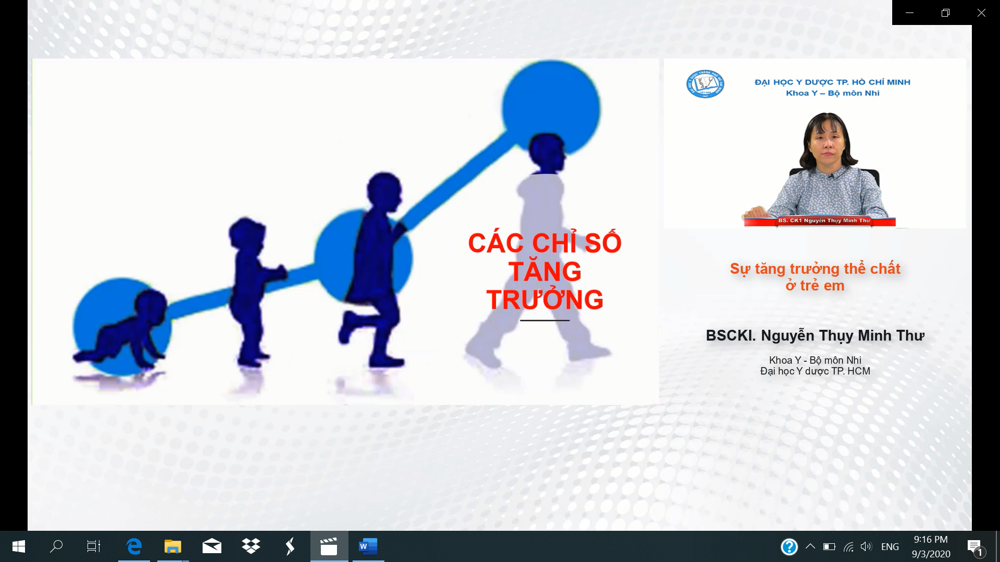 CÁC CHỈ SỐ
TĂNG
TRƯỞNG
ĐẠI HỌC Y DƯỢC TP. HỒ CHÍ MINH
Khoa Y – Bộ môn Nhi
BS. CK1 Nguyễn Thụy Minh Thư
Sự tăng trưởng thể chất
ở trẻ em
BSCKI. Nguyễn Thụy Minh Thư
Khoa Y - Bộ môn Nhi
Đại học Y dược TP. HCM
W
?
ENG
9:16 PM
9/3/2020
1